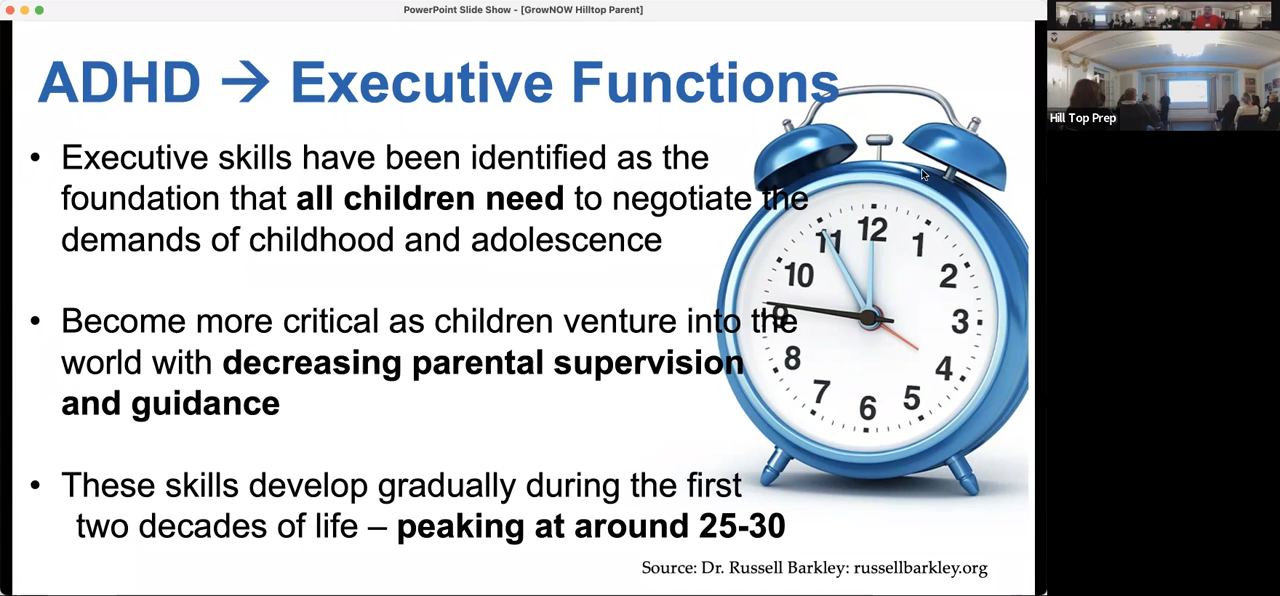 PowerPoint Slide Show - [GrowNOW Hilltop Parent]
ADHD → Executive Functions
• Executive skills have been identified as the
foundation that all children need to negotiate the
demands of childhood and adolescence
• Become more critical as children venture into the
world with decreasing parental supervision
and guidance
• These skills develop gradually during the first
two decades of life – peaking at around 25-30
Source: Dr. Russell Barkley: russellbarkley.org
12
1
2
3
4
5
6
7
8
9
10
11
Hill Top Prep